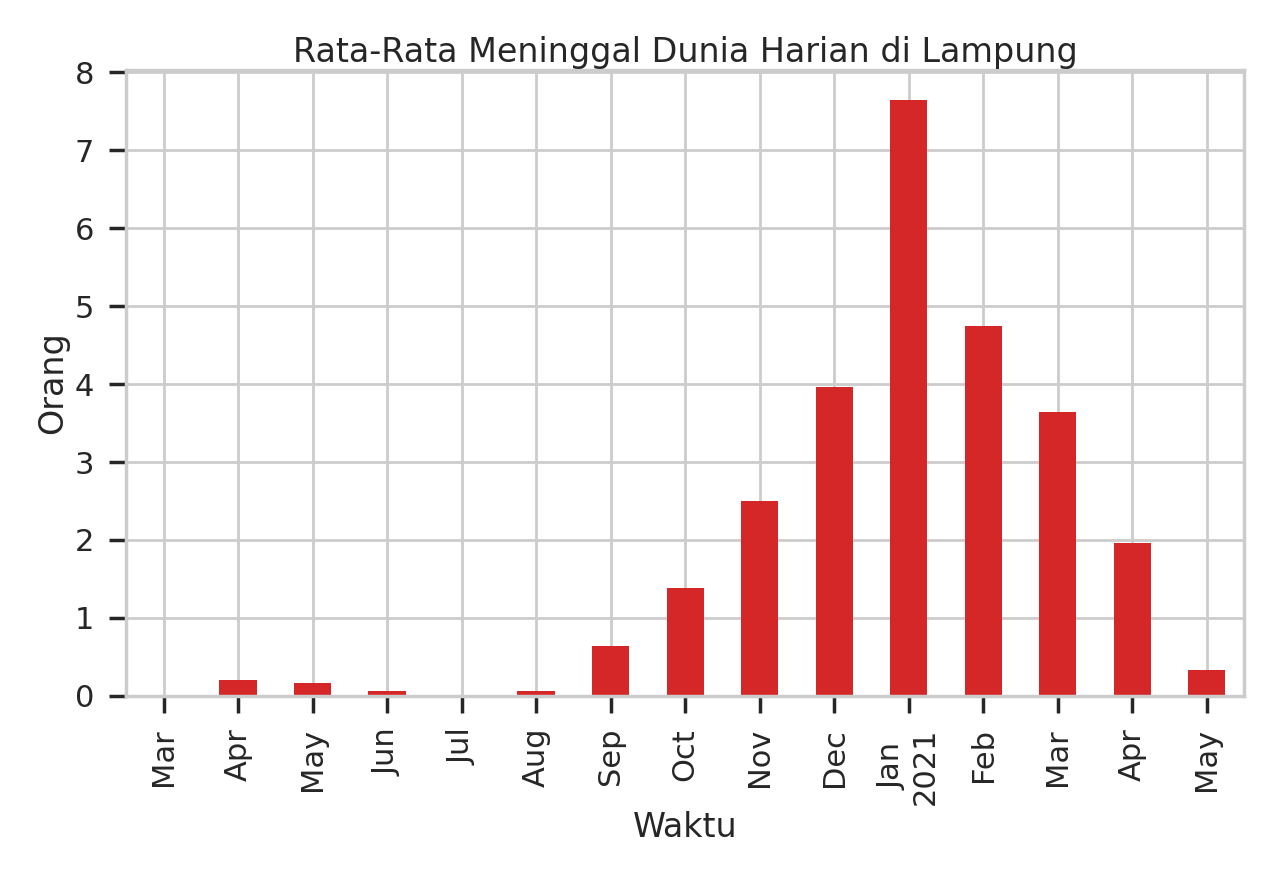 Rata-Rata Meninggal Dunia Harian di Lampung
8
7
6
5
4
3
2
1
0
Orang
Mar
Apr
May
Jun
Jul
Aug
Sep
Oct
Nov
Dec
Jan
2021
Feb
Mar
Apr
May
Waktu